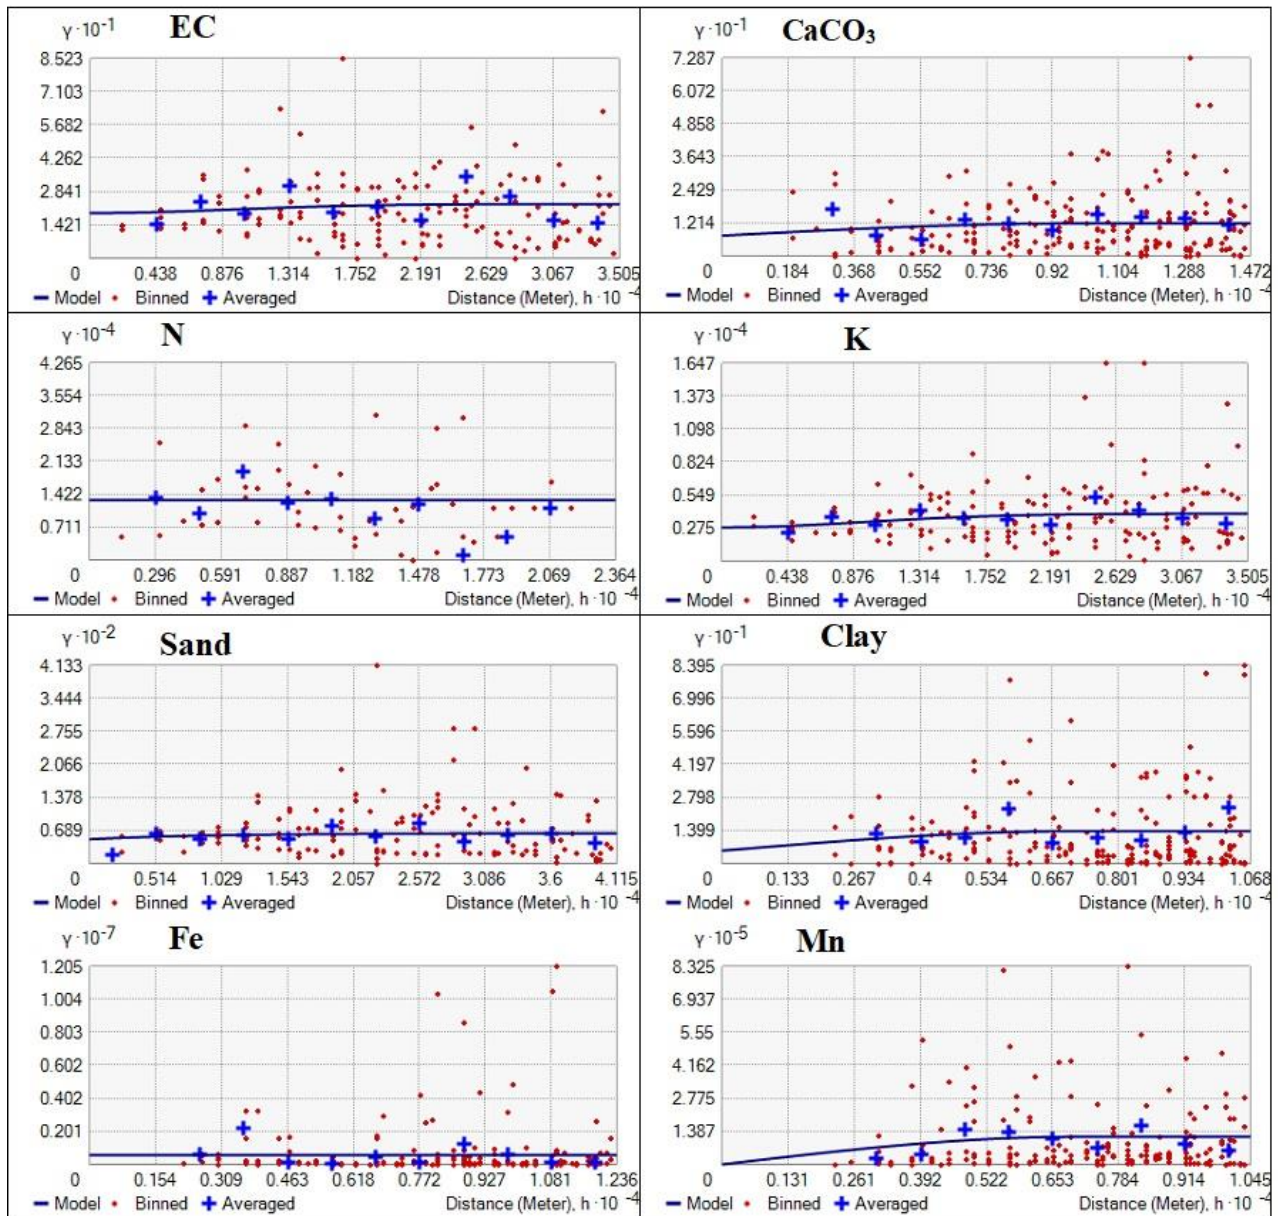 γ·10⁻¹ EC
8.523
7.103
5.682
4.262
2.841
1.421
0 0.438 0.876 1.314 1.752 2.191 2.629 3.067 3.505
Model Binned Averaged Distance (Meter), h·10⁻⁴
γ·10⁻¹ CaCO₃
7.287
6.072
4.858
3.643
2.429
1.214
0 0.184 0.368 0.552 0.736 0.92 1.104 1.288 1.472
Model Binned Averaged Distance (Meter), h·10⁻⁴
γ·10⁻⁴ N
4.265
3.554
2.843
2.133
1.422
0.711
0 0.296 0.591 0.887 1.182 1.478 1.773 2.069 2.364
Model Binned Averaged Distance (Meter), h·10⁻⁴
γ·10⁻⁴ K
1.647
1.373
1.098
0.824
0.549
0.275
0 0.438 0.876 1.314 1.752 2.191 2.629 3.067 3.505
Model Binned Averaged Distance (Meter), h·10⁻⁴
γ·10⁻² Sand
4.133
3.444
2.755
2.066
1.378
0.689
0 0.514 1.029 1.543 2.057 2.572 3.086 3.6 4.115
Model Binned Averaged Distance (Meter), h·10⁻⁴
γ·10⁻¹ Clay
8.395
6.996
5.596
4.197
2.798
1.399
0 0.133 0.267 0.4 0.534 0.667 0.801 0.934 1.068
Model Binned Averaged Distance (Meter), h·10⁻⁴
γ·10⁻⁷ Fe
1.205
1.004
0.803
0.602
0.402
0.201
0 0.154 0.309 0.463 0.618 0.772 0.927 1.081 1.236
Model Binned Averaged Distance (Meter), h·10⁻⁴
γ·10⁻⁵ Mn
8.325
6.937
5.55
4.162
2.775
1.387
0 0.131 0.261 0.392 0.522 0.653 0.784 0.914 1.045
Model Binned Averaged Distance (Meter), h·10⁻⁴